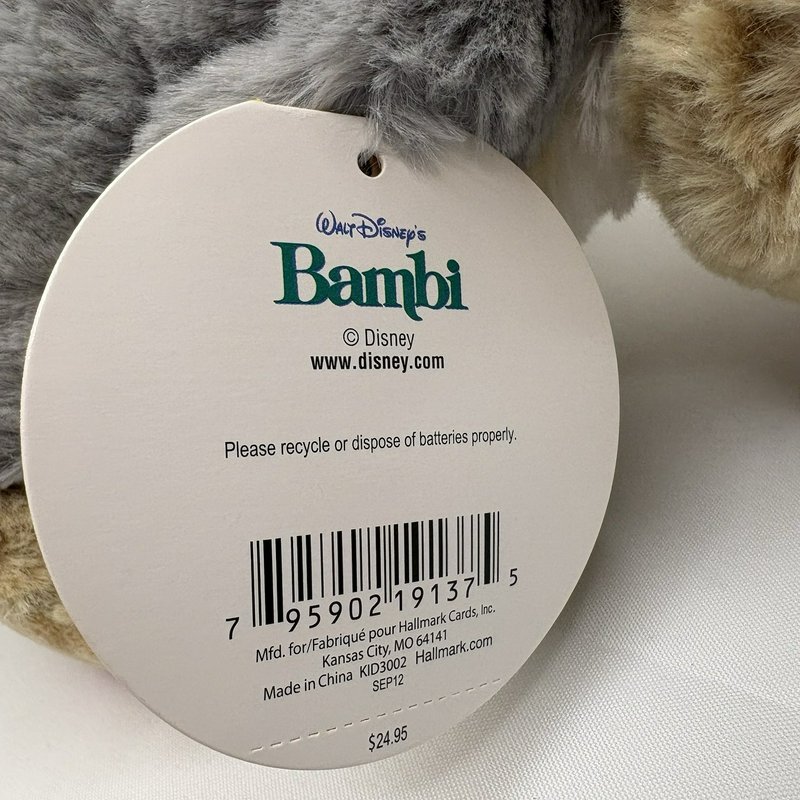 WALT DISNEY'S
Bambi
© Disney
www.disney.com
Please recycle or dispose of batteries properly.
7 95902 19137 5
Mfd. for/Fabriqué pour Hallmark Cards, Inc.
Kansas City, MO 64141
Made in China KID3002 Hallmark.com
SEP12
$24.95